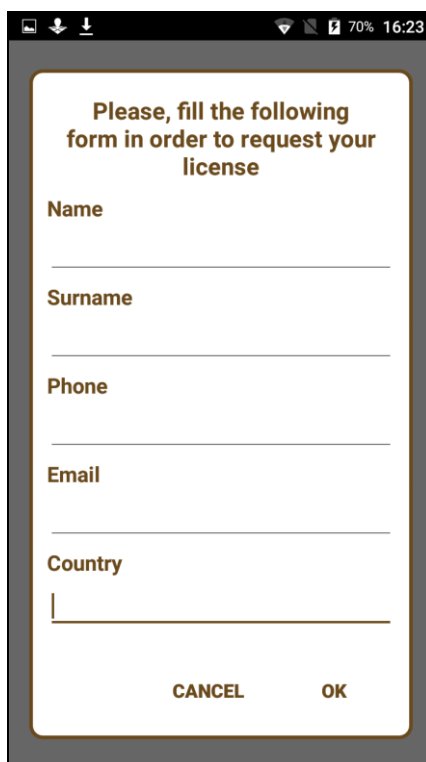 70% 16:23
Please, fill the following
form in order to request your
license
Name
Surname
Phone
Email
Country
CANCEL OK